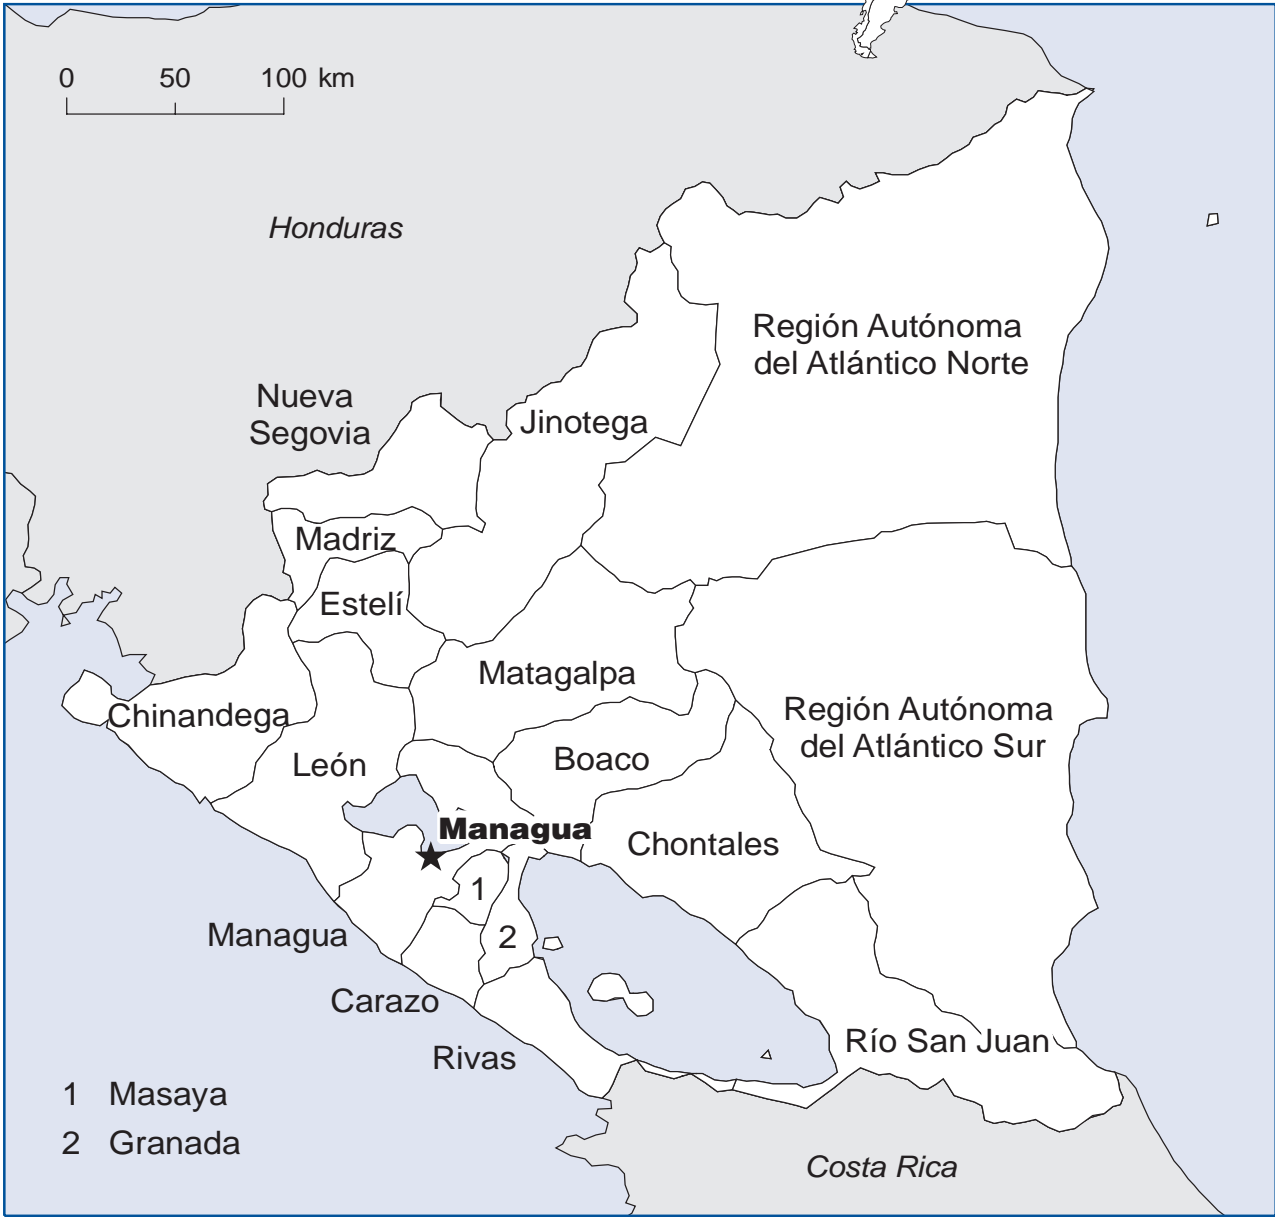 0 50 100 km
Honduras
Región Autónoma
del Atlántico Norte
Nueva
Segovia
Jinotega
Madriz
Estelí
Matagalpa
Chinandega
Región Autónoma
del Atlántico Sur
León
Boaco
Managua
Chontales
1
2
Managua
Carazo
Río San Juan
Rivas
1 Masaya
2 Granada
Costa Rica